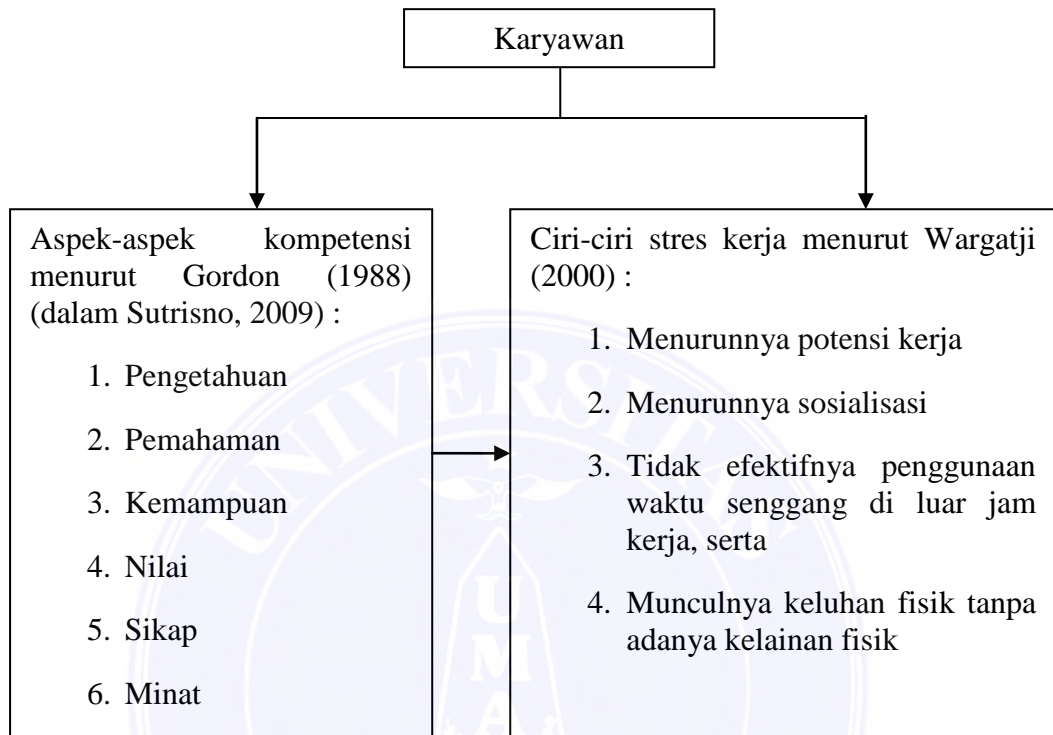 Karyawan
Aspek-aspek kompetensi
menurut Gordon (1988)
(dalam Sutrisno, 2009) :
1. Pengetahuan
2. Pemahaman
3. Kemampuan
4. Nilai
5. Sikap
6. Minat
Ciri-ciri stres kerja menurut Wargatji
(2000) :
1. Menurunnya potensi kerja
2. Menurunnya sosialisasi
3. Tidak efektifnya penggunaan
waktu senggang di luar jam
kerja, serta
4. Munculnya keluhan fisik tanpa
adanya kelainan fisik
UNIVERSITA
UMA